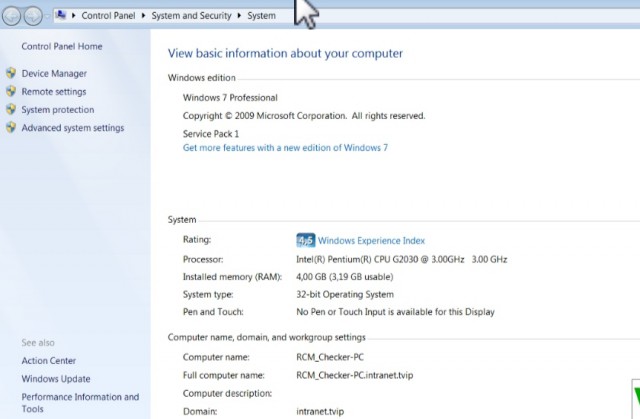 Control Panel ▸ System and Security ▸ System
Control Panel Home
Device Manager
Remote settings
System protection
Advanced system settings
View basic information about your computer
Windows edition
Windows 7 Professional
Copyright © 2009 Microsoft Corporation. All rights reserved.
Service Pack 1
Get more features with a new edition of Windows 7
System
Rating: 4,5 Windows Experience Index
Processor: Intel(R) Pentium(R) CPU G2030 @ 3.00GHz 3.00 GHz
Installed memory (RAM): 4,00 GB (3,19 GB usable)
System type: 32-bit Operating System
Pen and Touch: No Pen or Touch Input is available for this Display
Computer name, domain, and workgroup settings
Computer name: RCM_Checker-PC
Full computer name: RCM_Checker-PC.intranet.tvip
Computer description:
Domain: intranet.tvip
See also
Action Center
Windows Update
Performance Information and
Tools